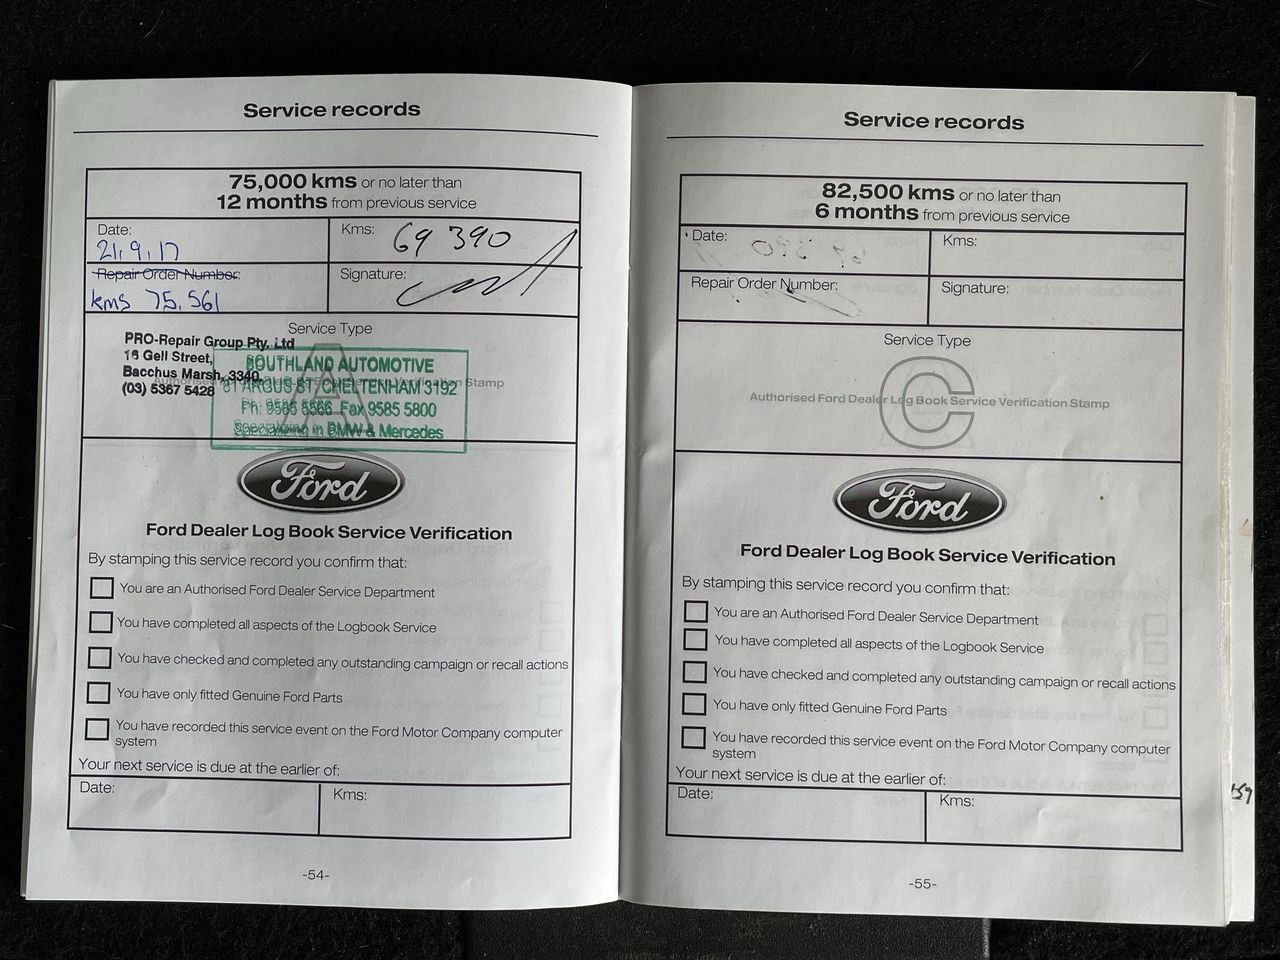 Service records
75,000 kms or no later than
12 months from previous service
Date:
21.9.17
Kms: 69 390
Repair Order Number:
kms 75,561
Signature:
Service Type
PRO-Repair Group Pty. Ltd
16 Gell Street,
Bacchus Marsh, 3340
(03) 5367 5428
A
Verification Stamp
SOUTHLAND AUTOMOTIVE
81 ARGUS ST, CHELTENHAM 3192
Ph: 9585 5566 Fax 9585 5800
Specializing in BMW & Mercedes
Ford
Ford Dealer Log Book Service Verification
By stamping this service record you confirm that:
You are an Authorised Ford Dealer Service Department
You have completed all aspects of the Logbook Service
You have checked and completed any outstanding campaign or recall actions
You have only fitted Genuine Ford Parts
You have recorded this service event on the Ford Motor Company computer
system
Your next service is due at the earlier of:
Date:
Kms:
-54-
Service records
82,500 kms or no later than
6 months from previous service
Date:
Kms:
Repair Order Number:
Signature:
Service Type
C
Authorised Ford Dealer Log Book Service Verification Stamp
Ford
Ford Dealer Log Book Service Verification
By stamping this service record you confirm that:
You are an Authorised Ford Dealer Service Department
You have completed all aspects of the Logbook Service
You have checked and completed any outstanding campaign or recall actions
You have only fitted Genuine Ford Parts
You have recorded this service event on the Ford Motor Company computer
system
Your next service is due at the earlier of:
Date:
Kms:
-55-